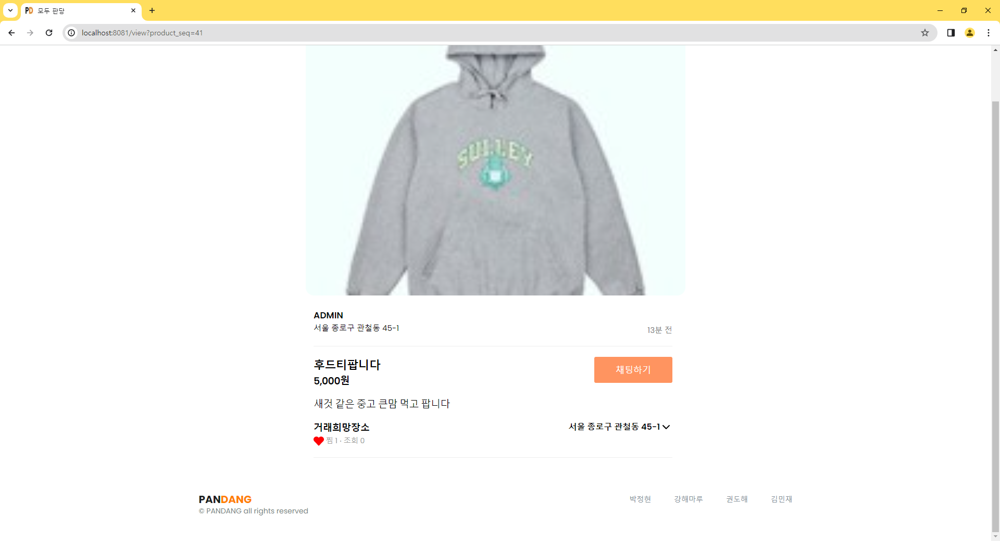 PD 모두 판당
localhost:8081/view?product_seq=41
SULLEY
ADMIN
서울 종로구 관철동 45-1
13분 전
후드티팝니다
채팅하기
5,000원
새것 같은 중고 큰맘 먹고 팝니다
거래희망장소
서울 종로구 관철동 45-1
찜 1 · 조회 0
PANDANG
박정현 강해마루 권도해 김민재
© PANDANG all rights reserved